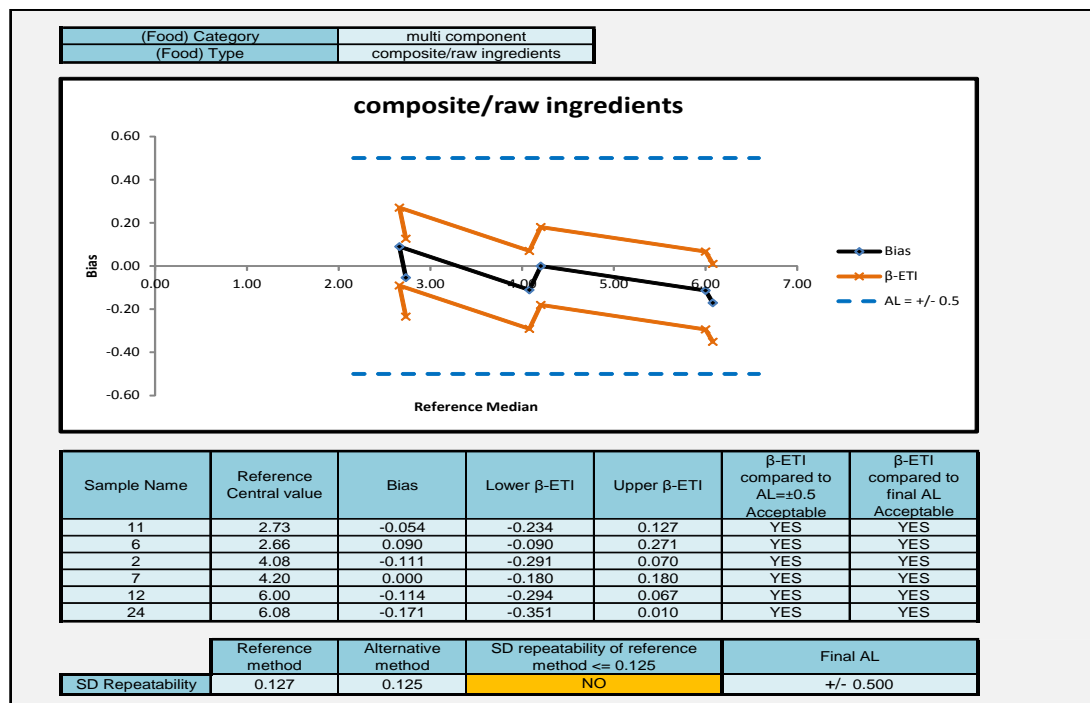 (Food) Category multi component
(Food) Type composite/raw ingredients
composite/raw ingredients
0.60
0.40
0.20
0.00
-0.20
-0.40
-0.60
0.00 1.00 2.00 3.00 4.00 5.00 6.00 7.00
Bias
Reference Median
Bias
β-ETI
AL = +/- 0.5
Sample Name Reference Central value Bias Lower β-ETI Upper β-ETI β-ETI compared to AL=±0.5 Acceptable β-ETI compared to final AL Acceptable
11 2.73 -0.054 -0.234 0.127 YES YES
6 2.66 0.090 -0.090 0.271 YES YES
2 4.08 -0.111 -0.291 0.070 YES YES
7 4.20 0.000 -0.180 0.180 YES YES
12 6.00 -0.114 -0.294 0.067 YES YES
24 6.08 -0.171 -0.351 0.010 YES YES
Reference method Alternative method SD repeatability of reference method <= 0.125 Final AL
SD Repeatability 0.127 0.125 NO +/- 0.500